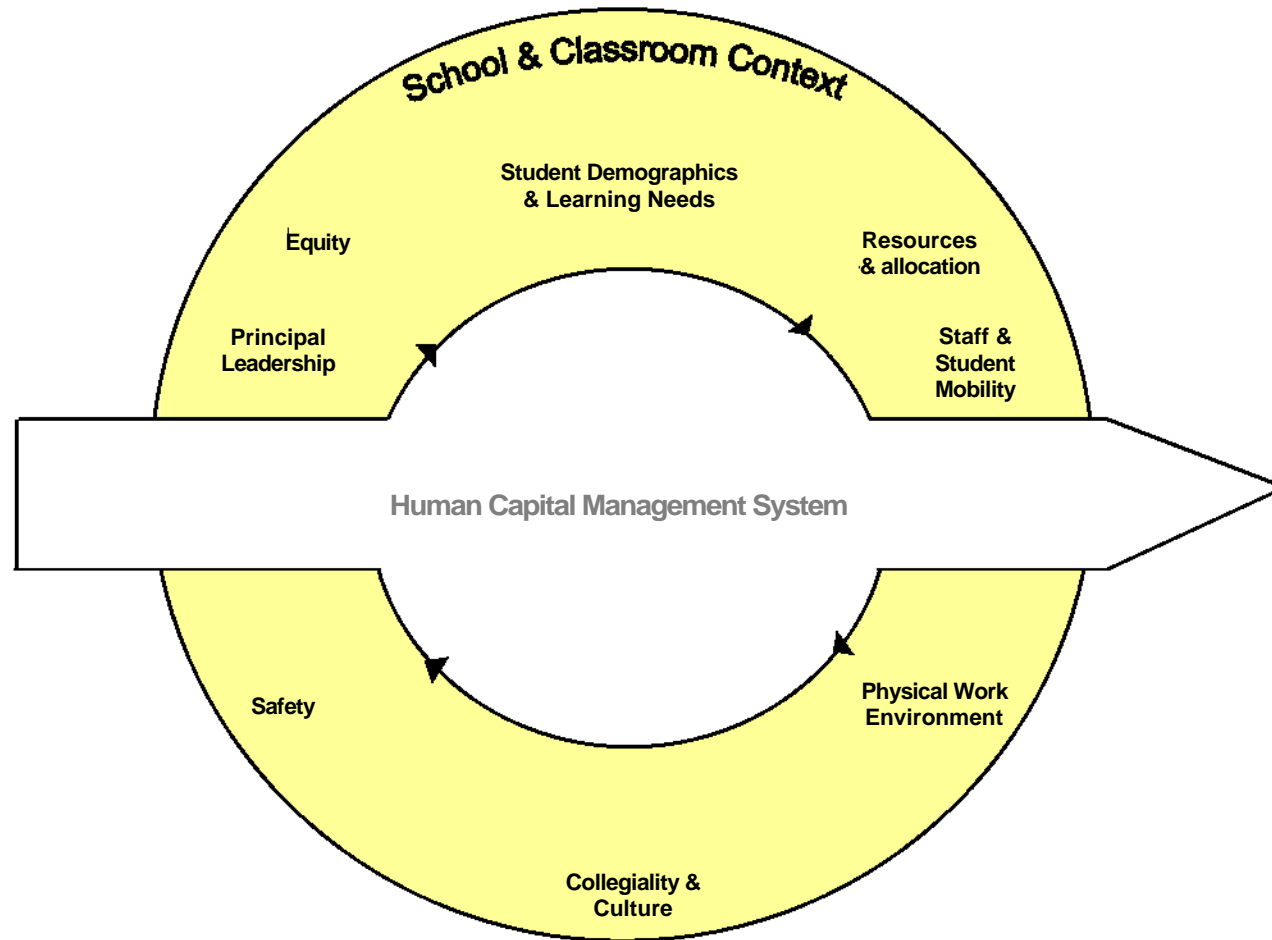 School & Classroom Context
Student Demographics
& Learning Needs
Equity
Resources
& allocation
Principal
Leadership
Staff &
Student
Mobility
Human Capital Management System
Safety
Physical Work
Environment
Collegiality &
Culture